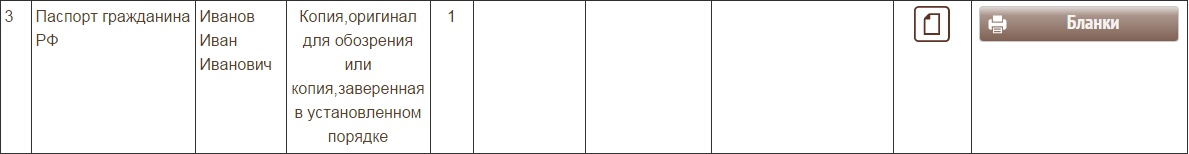 3
Паспорт гражданина
РФ
Иванов
Иван
Иванович
Копия,оригинал
для обозрения
или
копия,заверенная
в установленном
порядке
1
Бланки